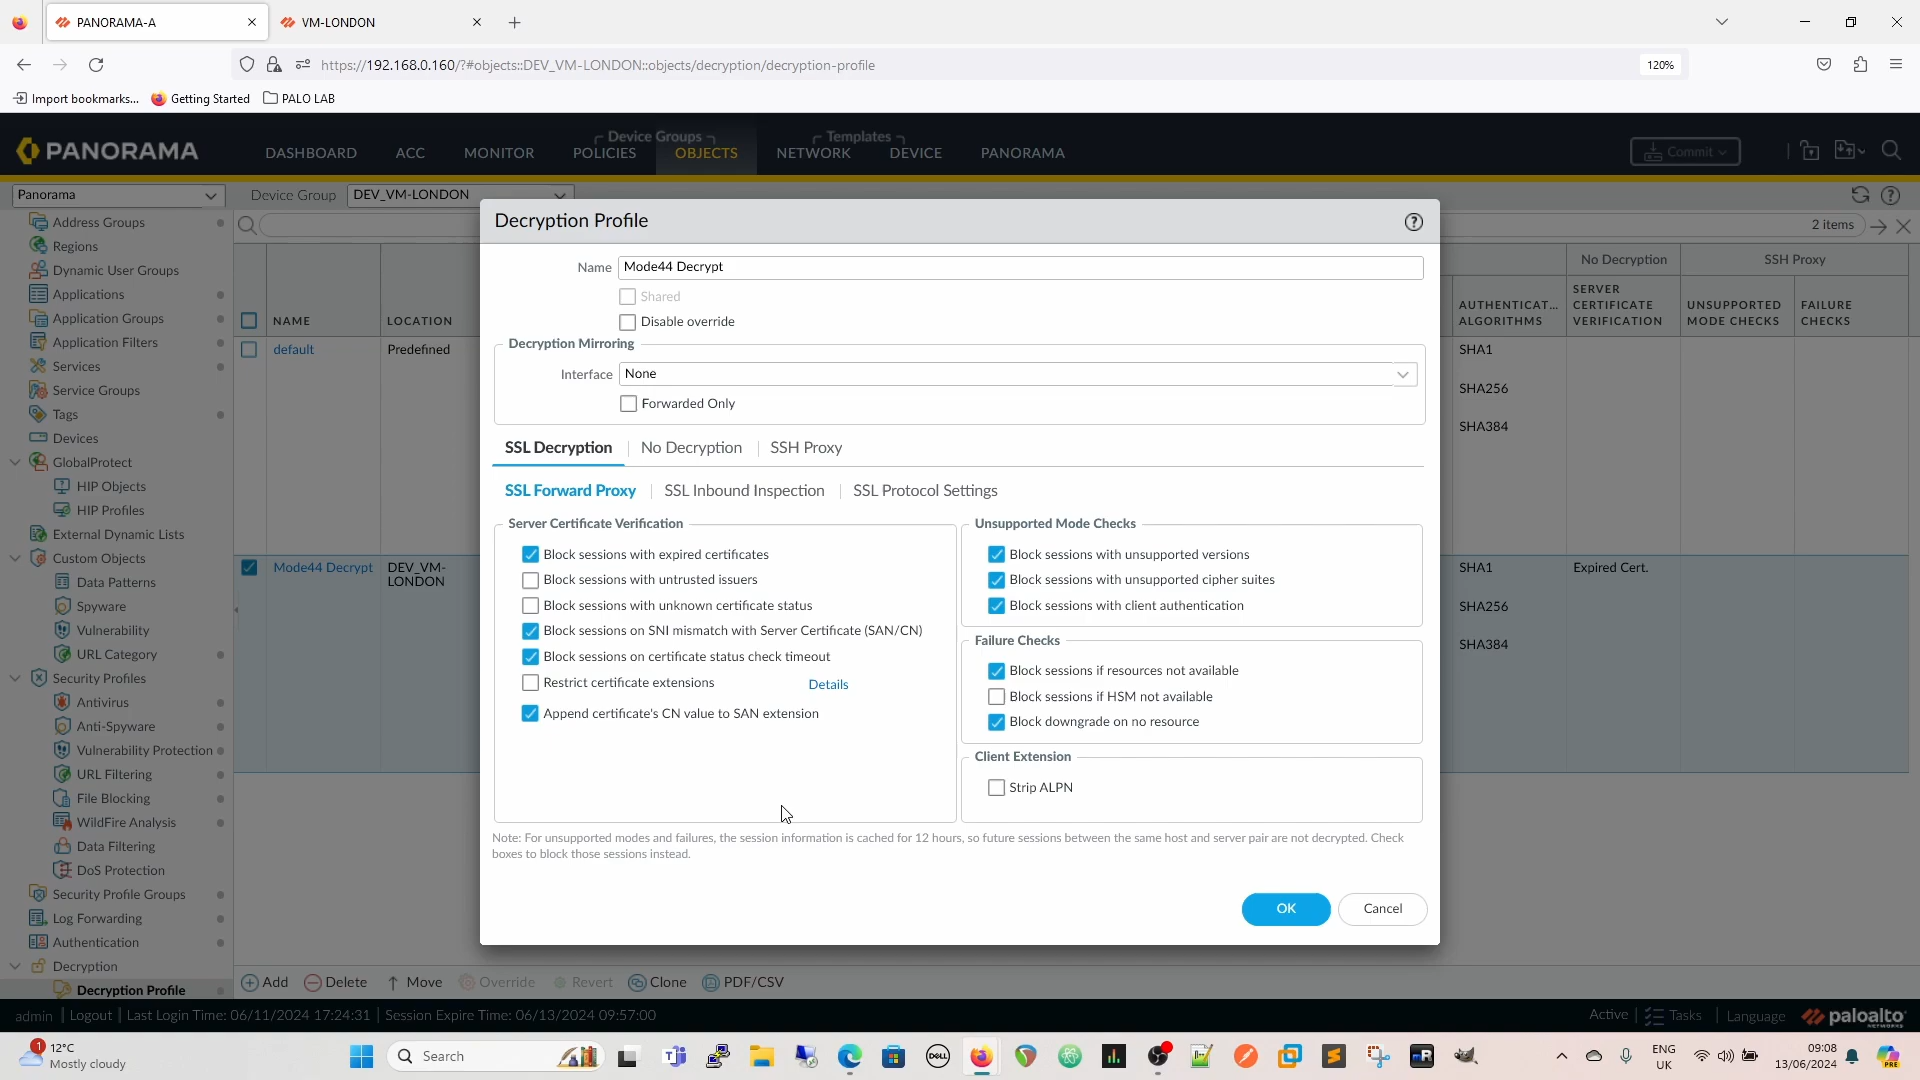 PANORAMA-A
VM-LONDON
https://192.168.0.160/?#objects::DEV_VM-LONDON::objects/decryption/decryption-profile
120%
Import bookmarks...
Getting Started
PALO LAB
PANORAMA
DASHBOARD
ACC
MONITOR
Device Groups
POLICIES
OBJECTS
Templates
NETWORK
DEVICE
PANORAMA
Commit
Panorama
Device Group
DEV_VM-LONDON
2 items
Address Groups
Regions
Dynamic User Groups
Applications
Application Groups
Application Filters
Services
Service Groups
Tags
Devices
GlobalProtect
HIP Objects
HIP Profiles
External Dynamic Lists
Custom Objects
Data Patterns
Spyware
Vulnerability
URL Category
Security Profiles
Antivirus
Anti-Spyware
Vulnerability Protection
URL Filtering
File Blocking
WildFire Analysis
Data Filtering
DoS Protection
Security Profile Groups
Log Forwarding
Authentication
Decryption
Decryption Profile
NAME
LOCATION
default
Predefined
Mode44 Decrypt
DEV_VM-
LONDON
Decryption Profile
Name
Mode44 Decrypt
Shared
Disable override
Decryption Mirroring
Interface
None
Forwarded Only
SSL Decryption
No Decryption
SSH Proxy
SSL Forward Proxy
SSL Inbound Inspection
SSL Protocol Settings
Server Certificate Verification
Block sessions with expired certificates
Block sessions with untrusted issuers
Block sessions with unknown certificate status
Block sessions on SNI mismatch with Server Certificate (SAN/CN)
Block sessions on certificate status check timeout
Restrict certificate extensions
Details
Append certificate's CN value to SAN extension
Unsupported Mode Checks
Block sessions with unsupported versions
Block sessions with unsupported cipher suites
Block sessions with client authentication
Failure Checks
Block sessions if resources not available
Block sessions if HSM not available
Block downgrade on no resource
Client Extension
Strip ALPN
Note: For unsupported modes and failures, the session information is cached for 12 hours, so future sessions between the same host and server pair are not decrypted. Check
boxes to block those sessions instead.
OK
Cancel
No Decryption
SSH Proxy
AUTHENTICAT...
ALGORITHMS
SERVER
CERTIFICATE
VERIFICATION
UNSUPPORTED
MODE CHECKS
FAILURE
CHECKS
SHA1
SHA256
SHA384
SHA1
Expired Cert.
SHA256
SHA384
Add
Delete
Move
Override
Revert
Clone
PDF/CSV
admin
Logout
Last Login Time: 06/11/2024 17:24:31
Session Expire Time: 06/13/2024 09:57:00
Active
Tasks
Language
paloalto
NETWORKS
1
12°C
Mostly cloudy
Search
DELL
ENG
UK
09:08
13/06/2024
PRE